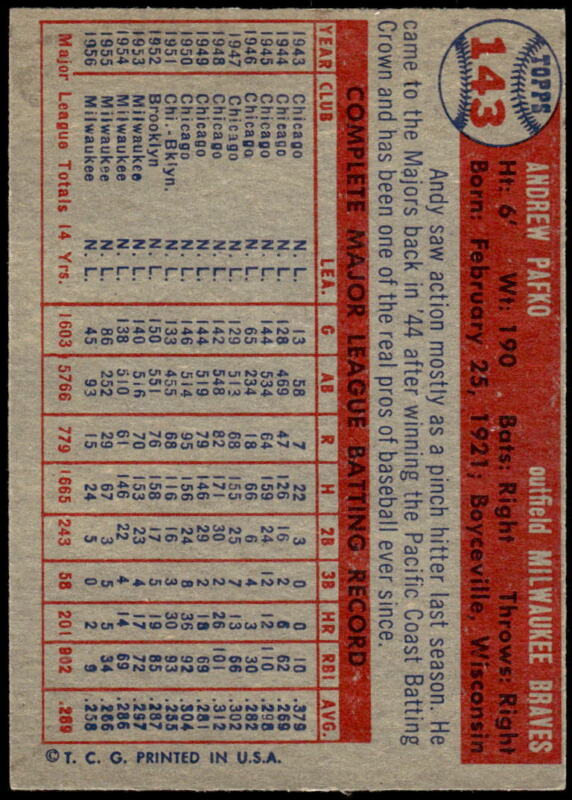 TOPPS
143
ANDREW PAFKO outfield MILWAUKEE BRAVES
Ht: 6' Wt: 190 Bats: Right Throws: Right
Born: February 25, 1921; Boyceville, Wisconsin
Andy saw action mostly as a pinch hitter last season. He
came to the Majors back in '44 after winning the Pacific Coast Batting
Crown and has been one of the real pros of baseball ever since.
COMPLETE MAJOR LEAGUE BATTING RECORD
YEAR CLUB LEA. G AB R H 2B 3B HR RBI AVG.
1943 Chicago N. L. 13 58 7 22 3 0 0 10 .379
1944 Chicago N. L. 128 469 47 126 16 2 6 62 .269
1945 Chicago N. L. 144 534 64 159 24 12 12 110 .298
1946 Chicago N. L. 65 234 18 66 6 4 3 30 .282
1947 Chicago N. L. 129 513 68 155 25 7 13 66 .302
1948 Chicago N. L. 142 548 82 171 30 2 26 101 .312
1949 Chicago N. L. 144 519 79 146 29 2 18 69 .281
1950 Chicago N. L. 146 514 95 156 24 8 36 92 .304
1951 Chi.-Bklyn. N. L. 133 455 68 116 16 3 30 93 .255
1952 Brooklyn N. L. 150 551 76 158 17 5 19 85 .287
1953 Milwaukee N. L. 140 516 70 153 23 4 17 72 .297
1954 Milwaukee N. L. 138 510 61 146 22 4 14 69 .286
1955 Milwaukee N. L. 86 252 29 67 3 5 5 34 .266
1956 Milwaukee N. L. 45 93 15 24 5 0 2 9 .258
Major League Totals 14 Yrs. 1603 5766 779 1665 243 58 201 902 .289
© T. C. G. PRINTED IN U.S.A.